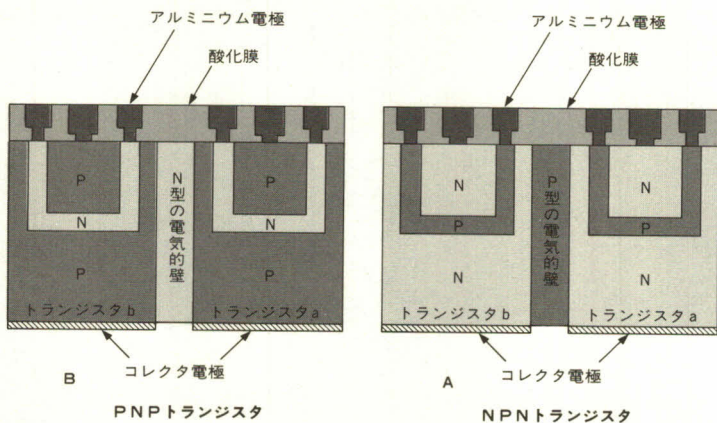 アルミニウム電極
酸化膜
P
N
P
トランジスタb
N型の電気的壁
P
N
P
トランジスタa
コレクタ電極
B
PNPトランジスタ
アルミニウム電極
酸化膜
N
P
N
トランジスタb
P型の電気的壁
N
P
N
トランジスタa
コレクタ電極
A
NPNトランジスタ